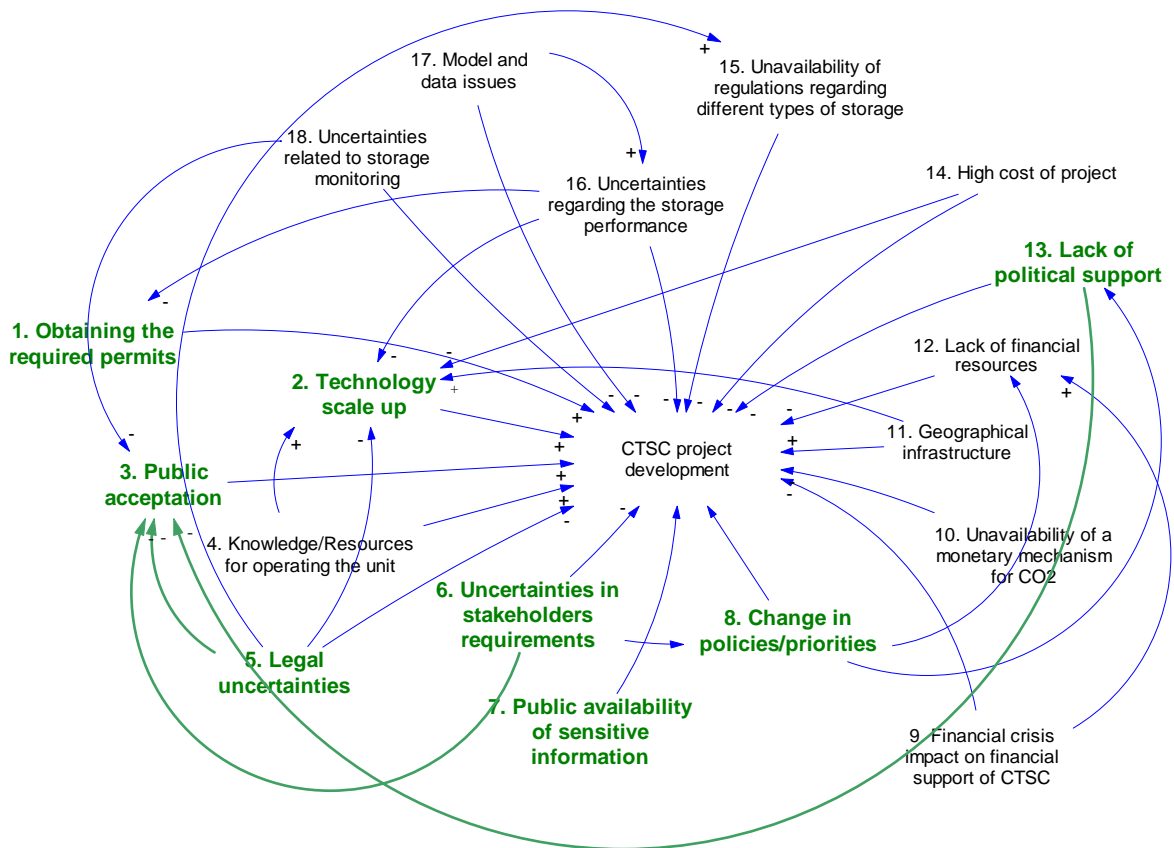 17. Model and
data issues
15. Unavailability of
regulations regarding
different types of storage
18. Uncertainties
related to storage
monitoring
16. Uncertainties
regarding the storage
performance
14. High cost of project
13. Lack of
political support
1. Obtaining the
required permits
2. Technology
scale up
12. Lack of financial
resources
11. Geographical
infrastructure
CTSC project
development
3. Public
acceptation
4. Knowledge/Resources
for operating the unit
10. Unavailability of a
monetary mechanism
for CO2
6. Uncertainties in
stakeholders
requirements
8. Change in
policies/priorities
5. Legal
uncertainties
7. Public availability
of sensitive
information
9. Financial crisis
impact on financial
support of CTSC